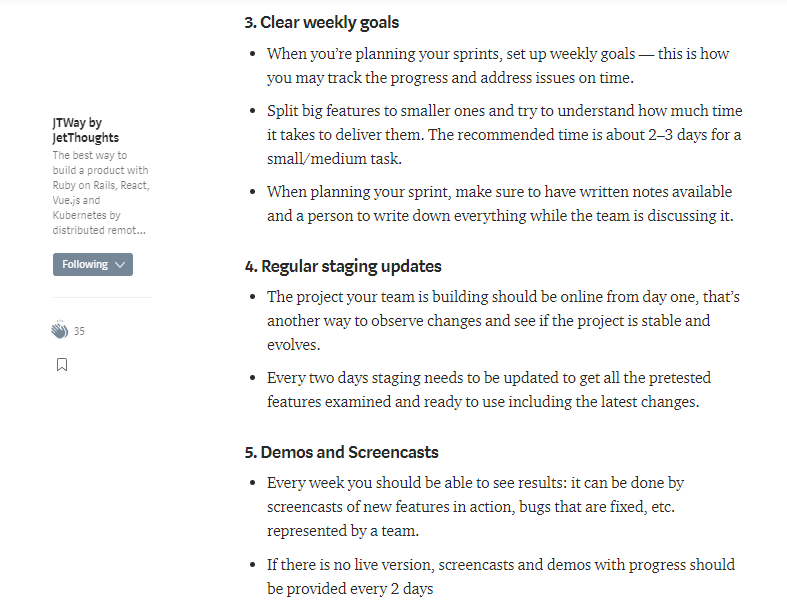 JTWay by
JetThoughts
The best way to
build a product with
Ruby on Rails, React,
Vue.js and
Kubernetes by
distributed remot...
Following
35
3. Clear weekly goals
• When you’re planning your sprints, set up weekly goals — this is how
you may track the progress and address issues on time.
• Split big features to smaller ones and try to understand how much time
it takes to deliver them. The recommended time is about 2–3 days for a
small/medium task.
• When planning your sprint, make sure to have written notes available
and a person to write down everything while the team is discussing it.
4. Regular staging updates
• The project your team is building should be online from day one, that’s
another way to observe changes and see if the project is stable and
evolves.
• Every two days staging needs to be updated to get all the pretested
features examined and ready to use including the latest changes.
5. Demos and Screencasts
• Every week you should be able to see results: it can be done by
screencasts of new features in action, bugs that are fixed, etc.
represented by a team.
• If there is no live version, screencasts and demos with progress should
be provided every 2 days